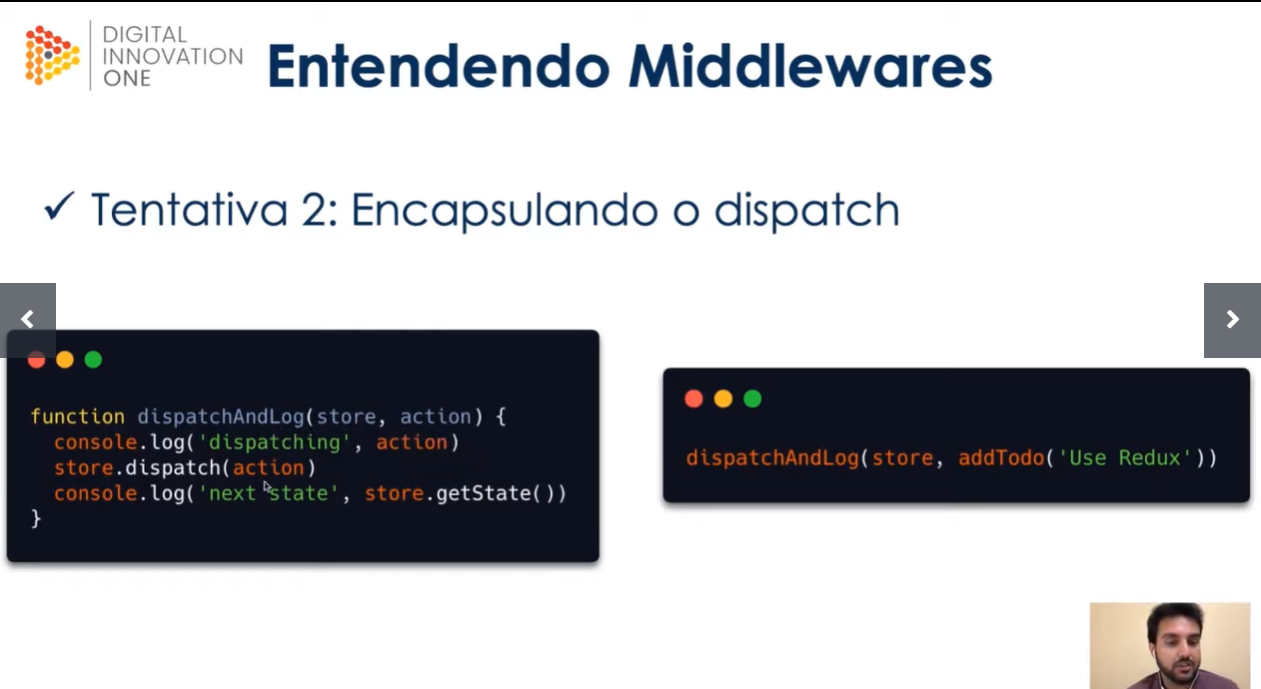 DIGITAL
INNOVATION
ONE
Entendendo Middlewares
✓ Tentativa 2: Encapsulando o dispatch
function dispatchAndLog(store, action) {
  console.log('dispatching', action)
  store.dispatch(action)
  console.log('next state', store.getState())
}
dispatchAndLog(store, addTodo('Use Redux'))